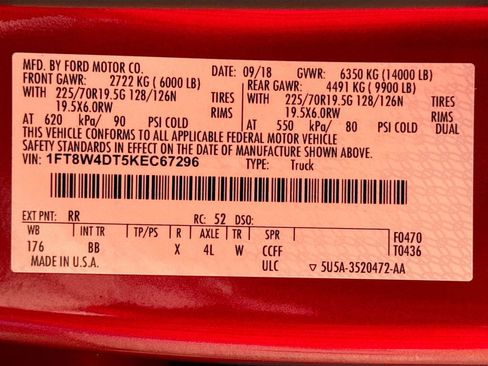 MFD. BY FORD MOTOR CO. 09/18 GVWR: 6350 KG (14000 LB)
FRONT GAWR: 2722 KG (6000 LB) REAR GAWR: 4491 KG (9900 LB)
WITH 225/70R19.5G 128/126N TIRES WITH 225/70R19.5G 128/126N TIRES
19.5X6.0RW RIMS 19.5X6.0RW RIMS
AT 620 kPa/ 90 PSI COLD AT 550 kPa/ 80 PSI COLD DUAL
THIS VEHICLE CONFORMS TO ALL APPLICABLE FEDERAL MOTOR VEHICLE
SAFETY STANDARDS IN EFFECT ON THE DATE OF MANUFACTURE SHOWN ABOVE.
VIN: 1FT8W4DT5KEC67296 TYPE: Truck
EXT PNT: RR RC: 52 DSO:
WB INT TR TP/PS R AXLE TR SPR F0470
176 BB X 4L W CCFF T0436
MADE IN U.S.A. ULC 5U5A-3520472-AA